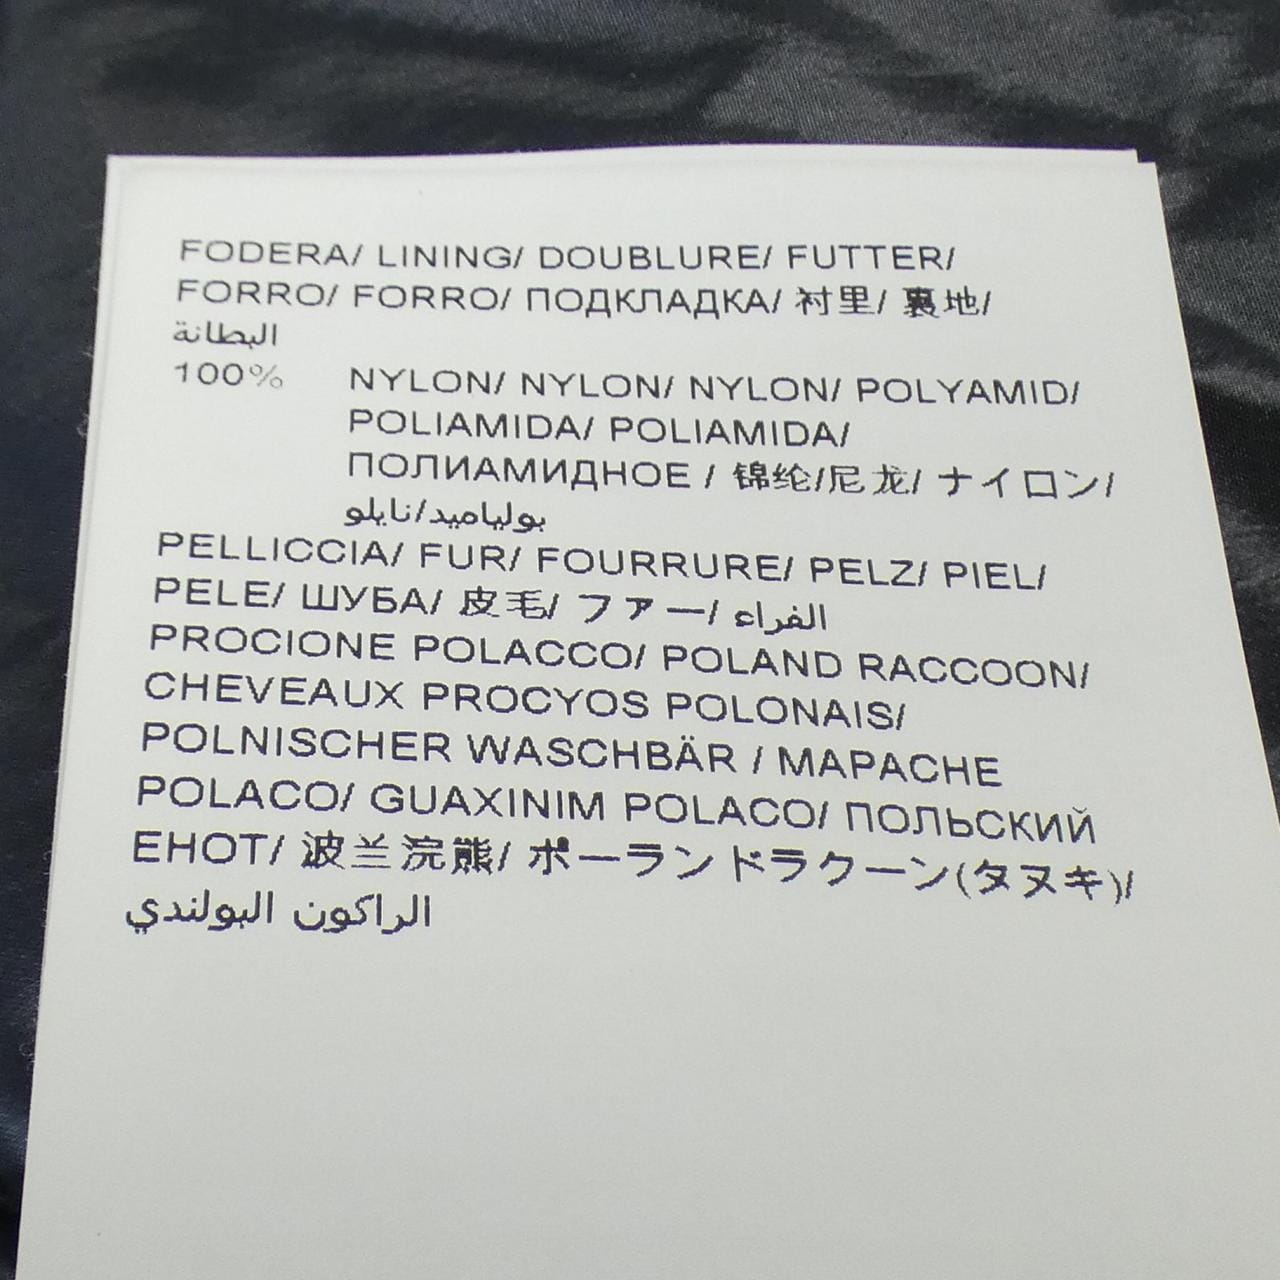 FODERA/ LINING/ DOUBLURE/ FUTTER/
FORRO/ FORRO/ ПОДКЛАДКА/ 衬里/ 裏地/
البطانة
100% NYLON/ NYLON/ NYLON/ POLYAMID/
POLIAMIDA/ POLIAMIDA/
ПОЛИАМИДНОЕ / 锦纶/尼龙/ ナイロン/
بولياميد/نايلو
PELLICCIA/ FUR/ FOURRURE/ PELZ/ PIEL/
PELE/ ШУБА/ 皮毛/ ファー/ الفراء
PROCIONE POLACCO/ POLAND RACCOON/
CHEVEAUX PROCYOS POLONAIS/
POLNISCHER WASCHBÄR / MAPACHE
POLACO/ GUAXINIM POLACO/ ПОЛЬСКИЙ
ЕНОТ/ 波兰浣熊/ ポーランドラクーン(タヌキ)/
الراكون البولندي